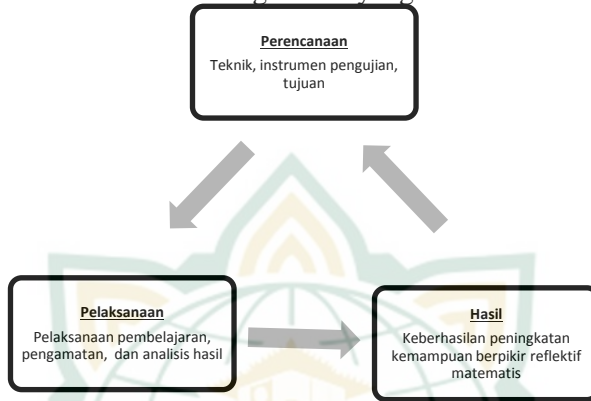 Perencanaan
Teknik, instrumen pengujian,
tujuan
Pelaksanaan
Pelaksanaan pembelajaran,
pengamatan, dan analisis hasil
Hasil
Keberhasilan peningkatan
kemampuan berpikir reflektif
matematis